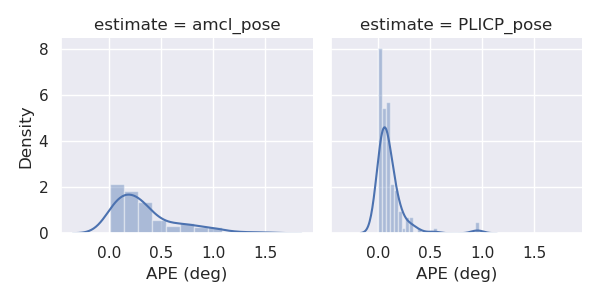 estimate = amcl_pose
estimate = PLICP_pose
Density
8
6
4
2
0
0.0 0.5 1.0 1.5
0.0 0.5 1.0 1.5
APE (deg)
APE (deg)